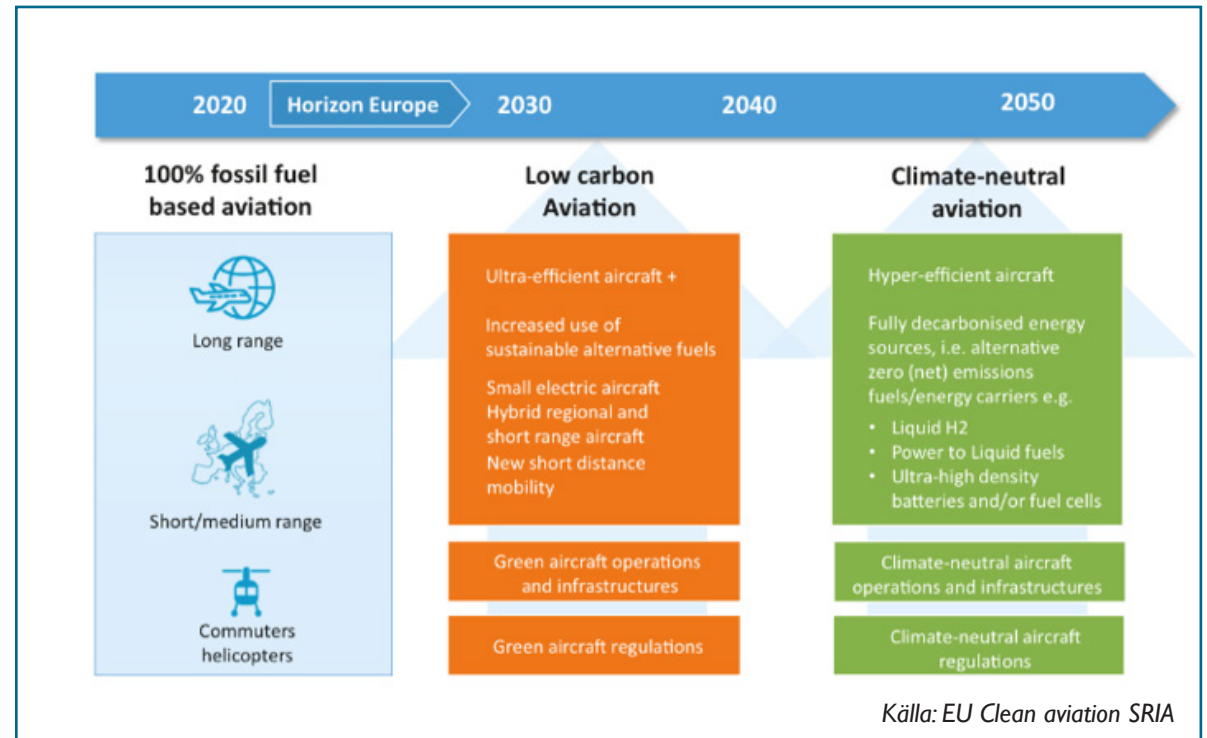 2020
Horizon Europe
2030
2040
2050
100% fossil fuel
based aviation
Long range
Short/medium range
Commuters
helicopters
Low carbon
Aviation
Ultra-efficient aircraft +
Increased use of
sustainable alternative fuels
Small electric aircraft
Hybrid regional and
short range aircraft
New short distance
mobility
Green aircraft operations
and infrastructures
Green aircraft regulations
Climate-neutral
aviation
Hyper-efficient aircraft
Fully decarbonised energy
sources, i.e. alternative
zero (net) emissions
fuels/energy carriers e.g.
• Liquid H2
• Power to Liquid fuels
• Ultra-high density
batteries and/or fuel cells
Climate-neutral aircraft
operations and infrastructures
Climate-neutral aircraft
regulations
Källa: EU Clean aviation SRIA